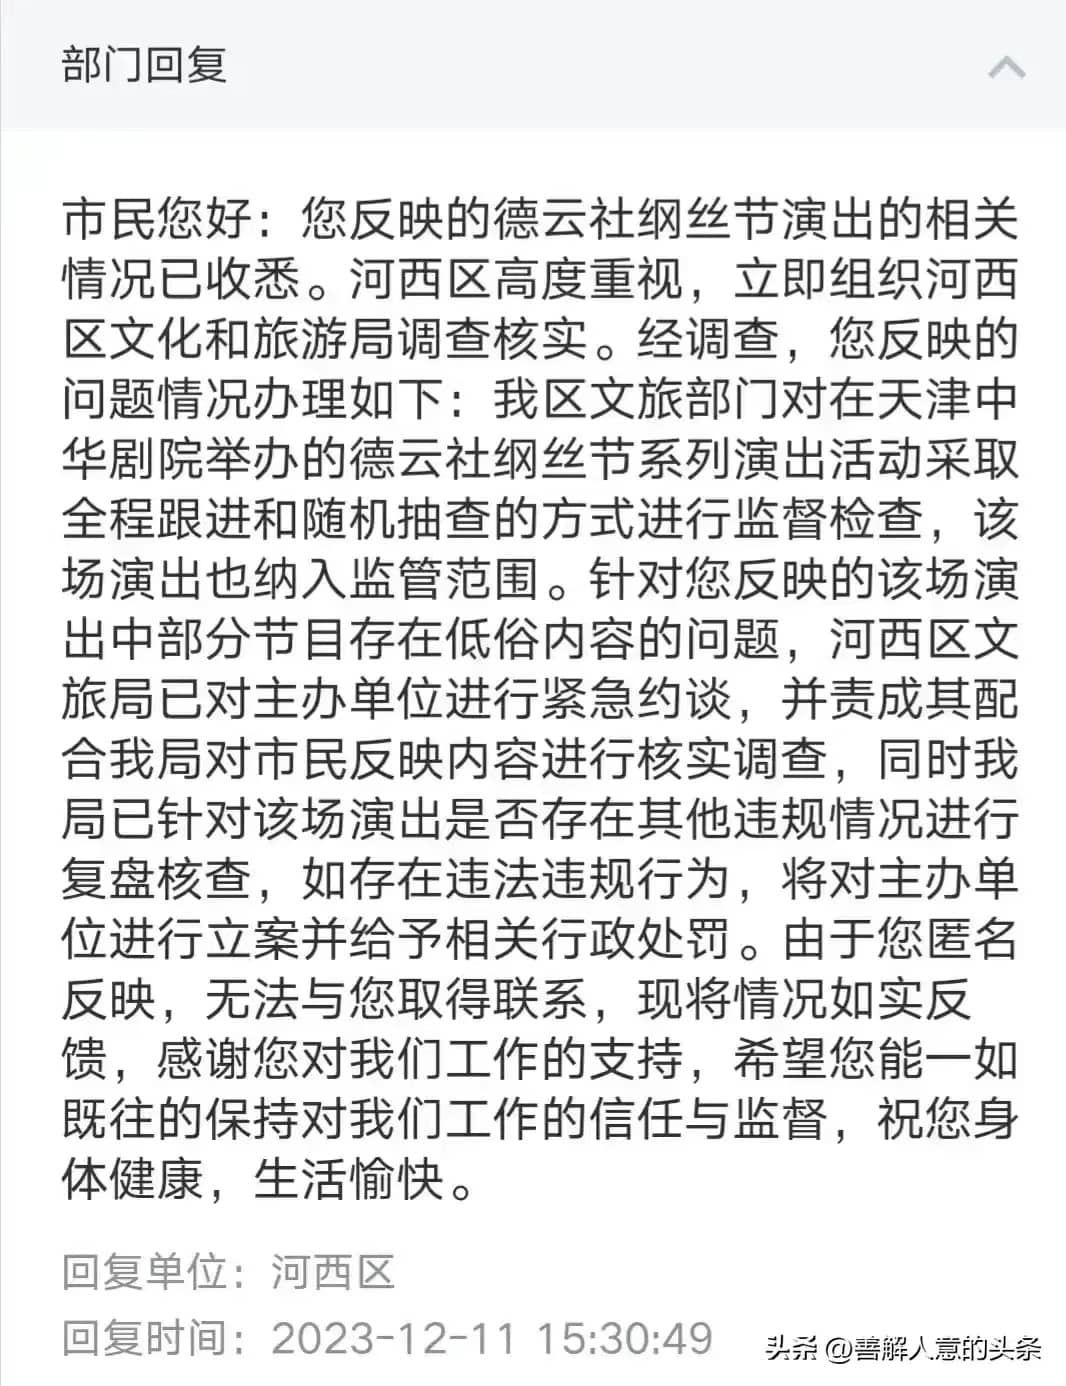 部门回复
市民您好：您反映的德云社纲丝节演出的相关
情况已收悉。河西区高度重视，立即组织河西
区文化和旅游局调查核实。经调查，您反映的
问题情况办理如下：我区文旅部门对在天津中
华剧院举办的德云社纲丝节系列演出活动采取
全程跟进和随机抽查的方式进行监督检查，该
场演出也纳入监管范围。针对您反映的该场演
出中部分节目存在低俗内容的问题，河西区文
旅局已对主办单位进行紧急约谈，并责成其配
合我局对市民反映内容进行核实调查，同时我
局已针对该场演出是否存在其他违规情况进行
复盘核查，如存在违法违规行为，将对主办单
位进行立案并给予相关行政处罚。由于您匿名
反映，无法与您取得联系，现将情况如实反
馈，感谢您对我们工作的支持，希望您能一如
既往的保持对我们工作的信任与监督，祝您身
体健康，生活愉快。
回复单位：河西区
回复时间：2023-12-11 15:30:49
头条 @善解人意的头条